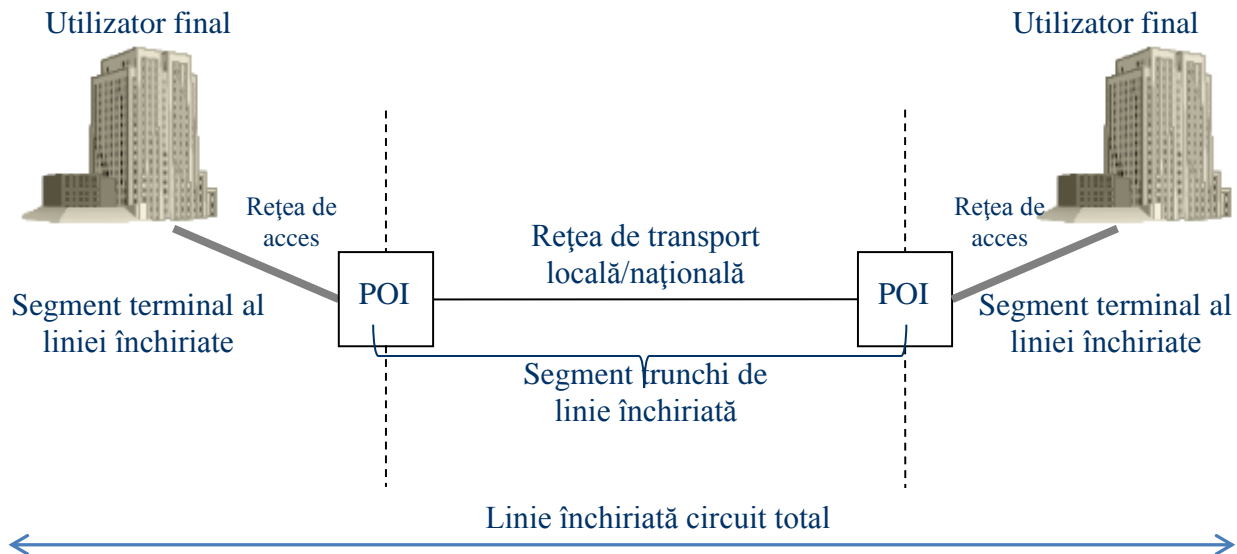 Utilizator final
Utilizator final
Reţea de
acces
Reţea de
acces
Reţea de transport
locală/naţională
POI
POI
Segment terminal al
liniei închiriate
Segment terminal al
liniei închiriate
Segment trunchi de
linie închiriată
Linie închiriată circuit total